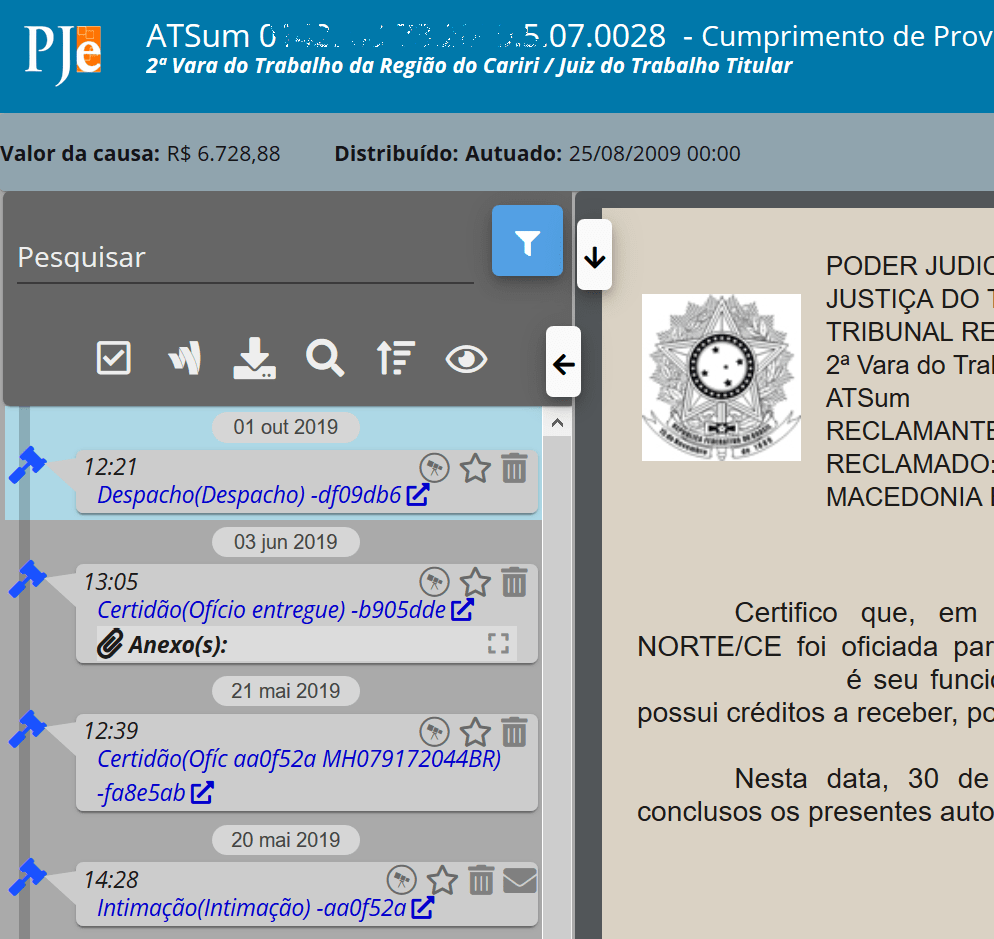 PJe
ATSum 5.07.0028 - Cumprimento de Prov
2ª Vara do Trabalho da Região do Cariri / Juiz do Trabalho Titular
Valor da causa: R$ 6.728,88 Distribuído: Autuado: 25/08/2009 00:00
Pesquisar
01 out 2019
12:21
Despacho(Despacho) -df09db6
03 jun 2019
13:05
Certidão(Ofício entregue) -b905dde
Anexo(s):
21 mai 2019
12:39
Certidão(Ofíc aa0f52a MH079172044BR)
-fa8e5ab
20 mai 2019
14:28
Intimação(Intimação) -aa0f52a
PODER JUDIC
JUSTIÇA DO T
TRIBUNAL RE
2ª Vara do Tral
ATSum
RECLAMANTE
RECLAMADO:
MACEDONIA
Certifico que, em
NORTE/CE foi oficiada par
é seu funcio
possui créditos a receber, po
Nesta data, 30 de
conclusos os presentes auto